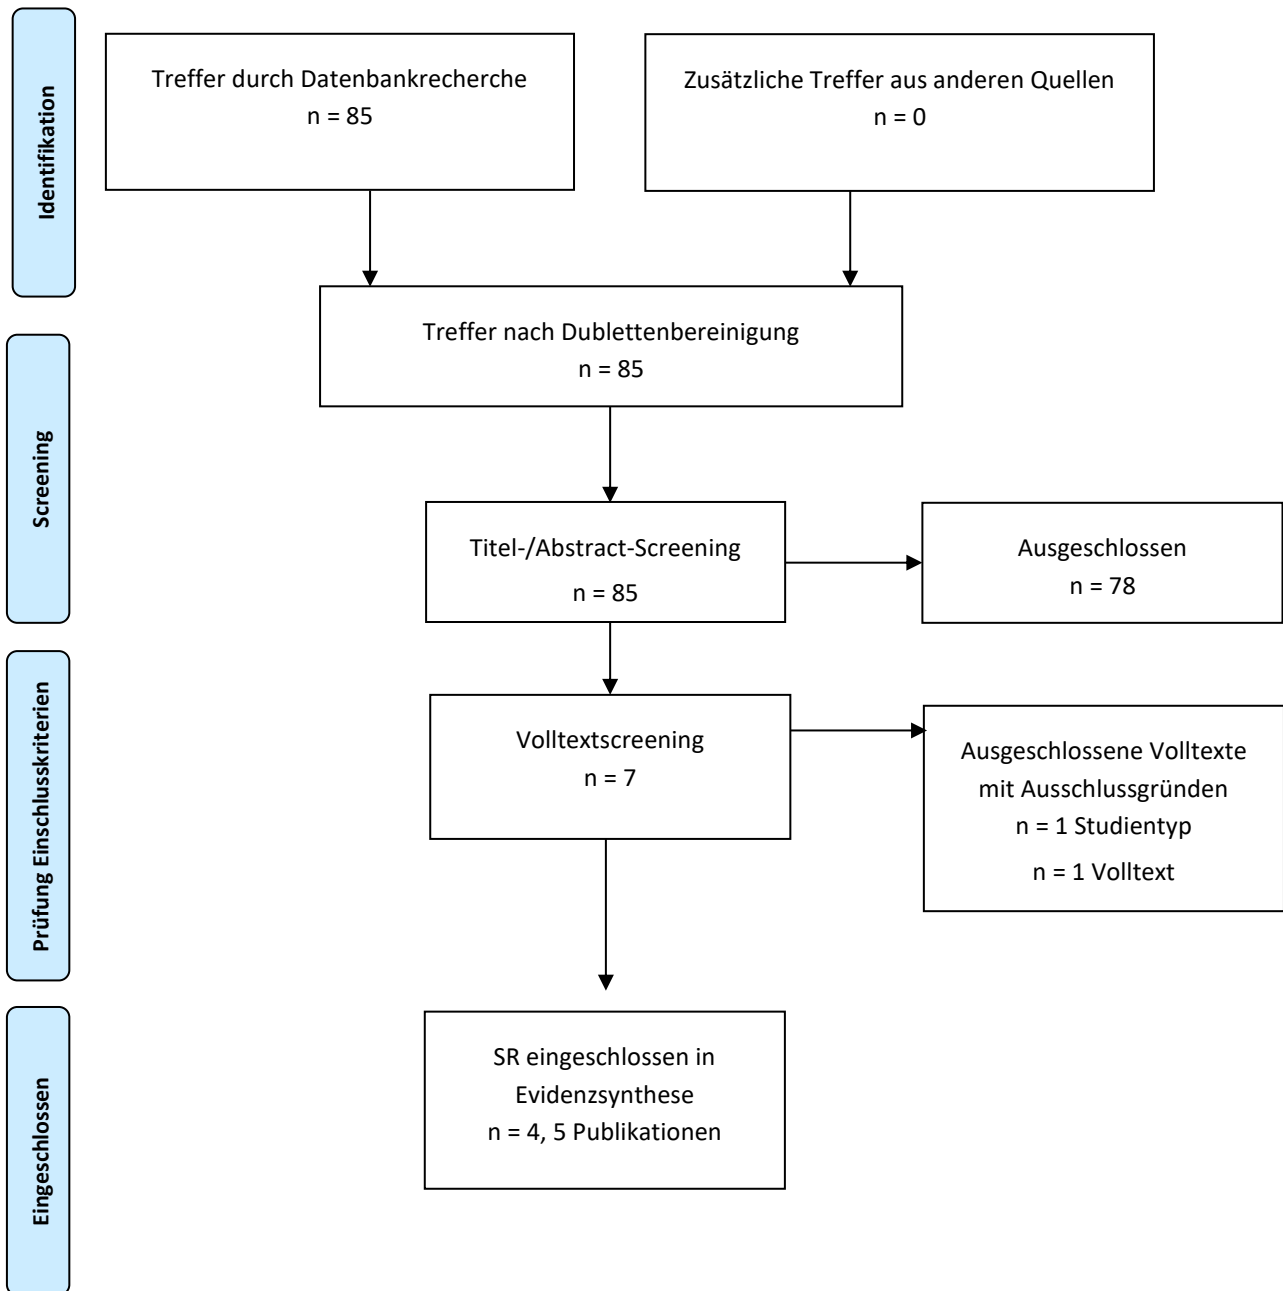 Identifikation
Treffer durch Datenbankrecherche
n = 85
Zusätzliche Treffer aus anderen Quellen
n = 0
Treffer nach Dublettenbereinigung
n = 85
Screening
Titel-/Abstract-Screening
n = 85
Ausgeschlossen
n = 78
Prüfung Einschlusskriterien
Volltextscreening
n = 7
Ausgeschlossene Volltexte
mit Ausschlussgründen
n = 1 Studientyp
n = 1 Volltext
Eingeschlossen
SR eingeschlossen in
Evidenzsynthese
n = 4, 5 Publikationen